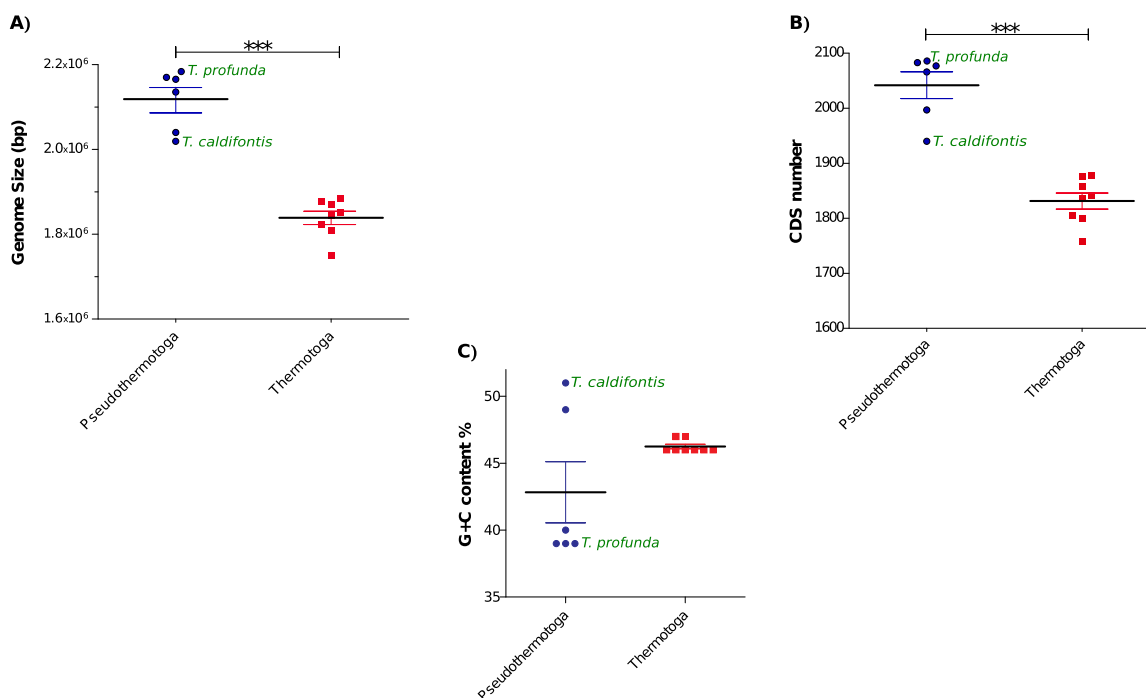 A)
***
2.2x10⁶
T. profunda
2.0x10⁶
T. caldifontis
1.8x10⁶
1.6x10⁶
Genome Size (bp)
Pseudothermotoga
Thermotoga
B)
***
2100
T. profunda
2000
1900
T. caldifontis
1800
1700
1600
CDS number
Pseudothermotoga
Thermotoga
C)
T. caldifontis
50
45
40
T. profunda
35
G+C content %
Pseudothermotoga
Thermotoga